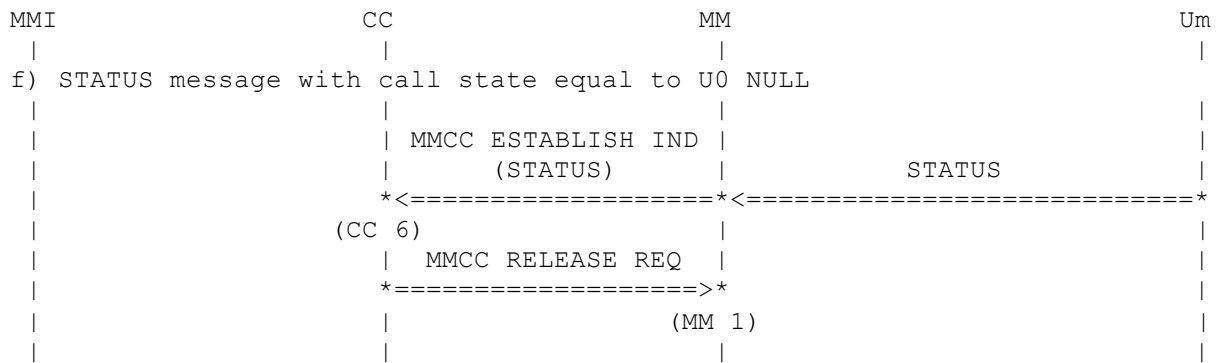 MMI CC MM Um
f) STATUS message with call state equal to U0 NULL
MMCC ESTABLISH IND
(STATUS) STATUS
(CC 6)
MMCC RELEASE REQ
(MM 1)